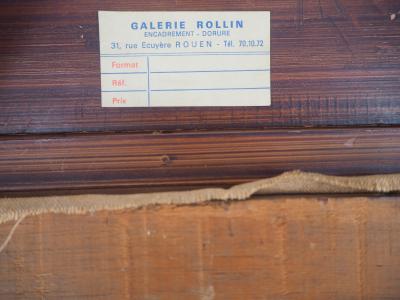 GALERIE ROLLIN
ENCADREMENT - DORURE
31, rue Ecuyère ROUEN - Tél. 70.10.72
Format
Réf.
Prix